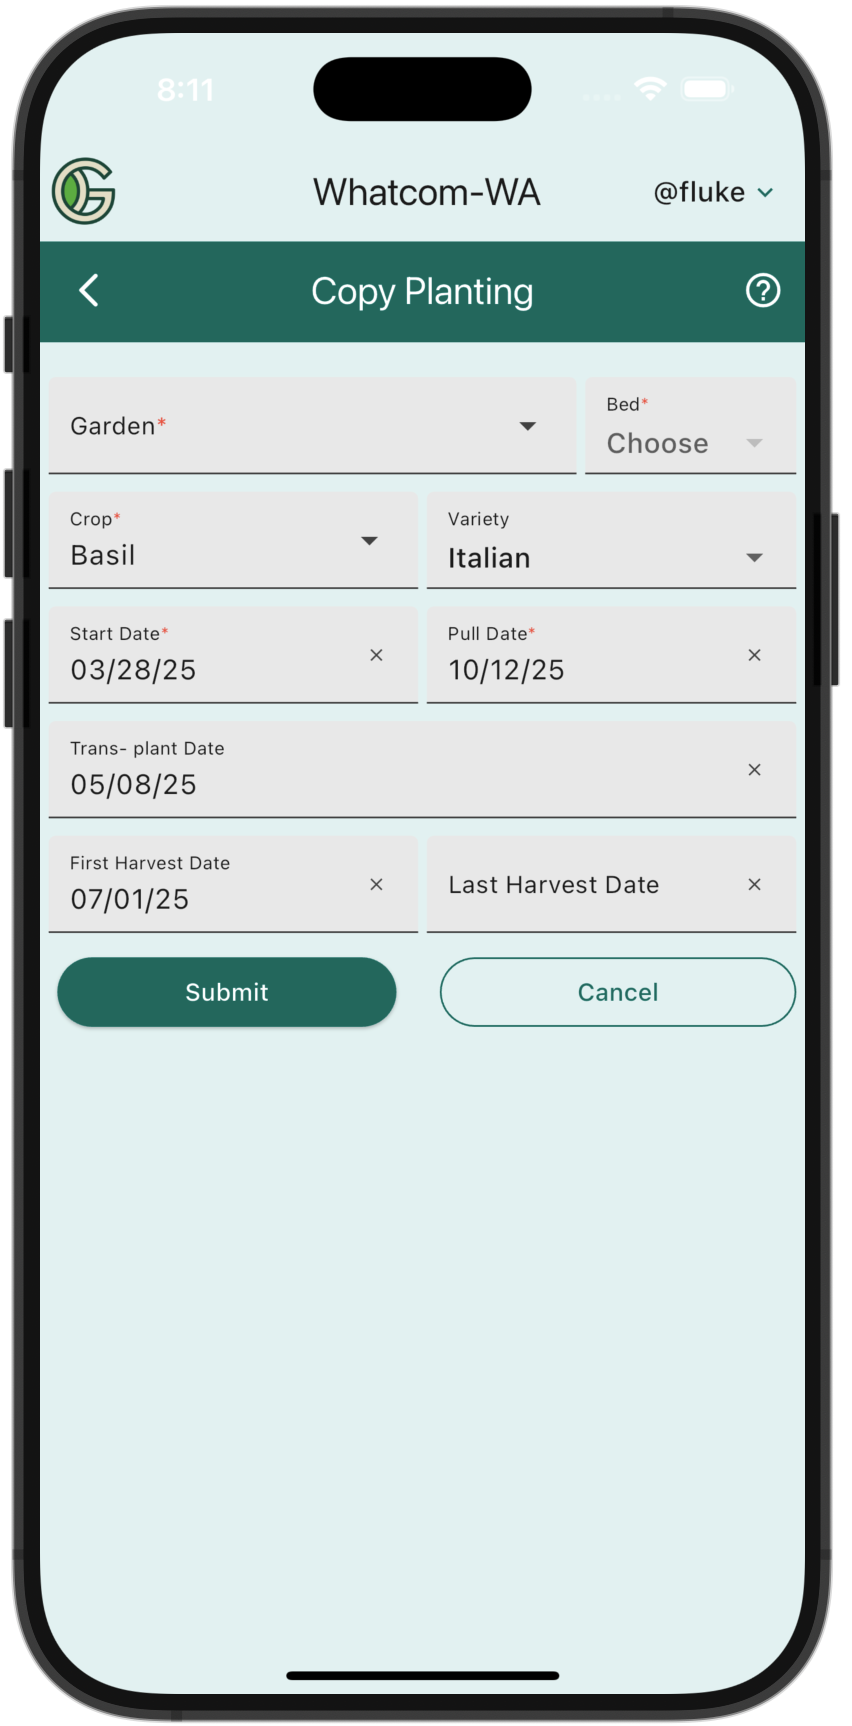 8:11
Whatcom-WA
@fluke
Copy Planting
Garden*
Bed*
Choose
Crop*
Basil
Variety
Italian
Start Date*
03/28/25
Pull Date*
10/12/25
Trans- plant Date
05/08/25
First Harvest Date
07/01/25
Last Harvest Date
Submit
Cancel